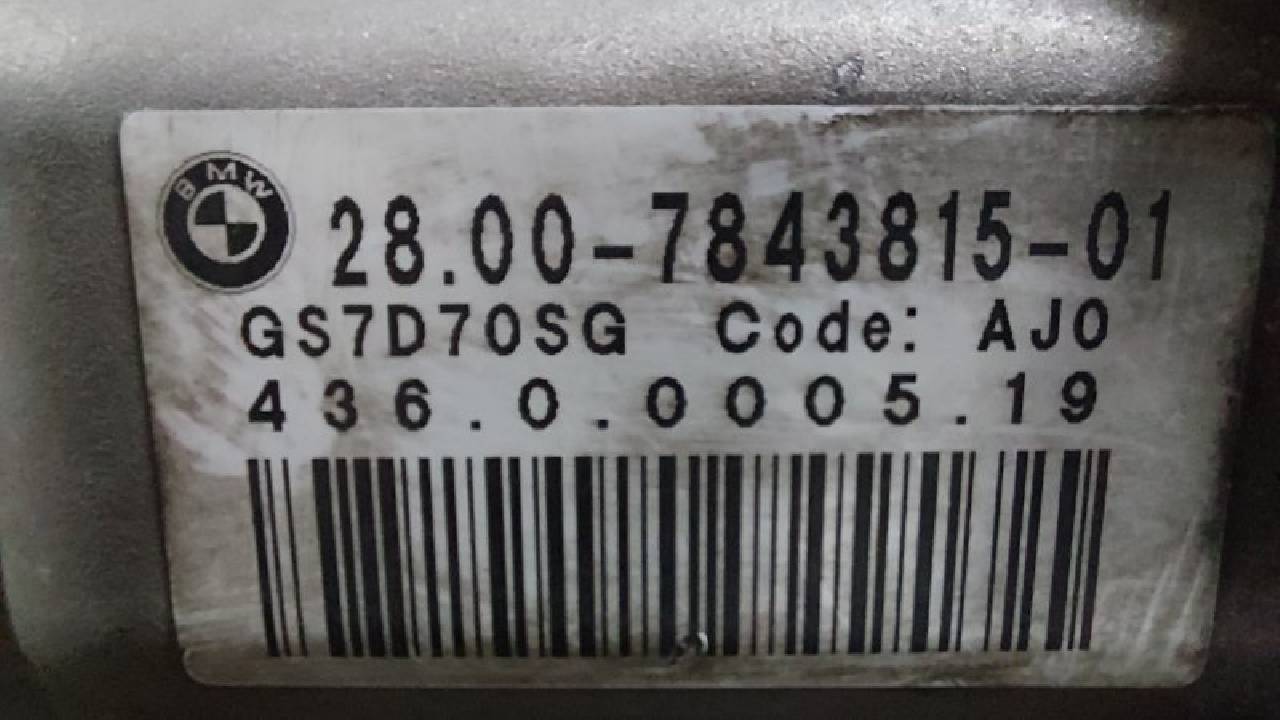 BMW
28.00-7843815-01
GS7D70SG Code: AJ0
436.0.0005.19